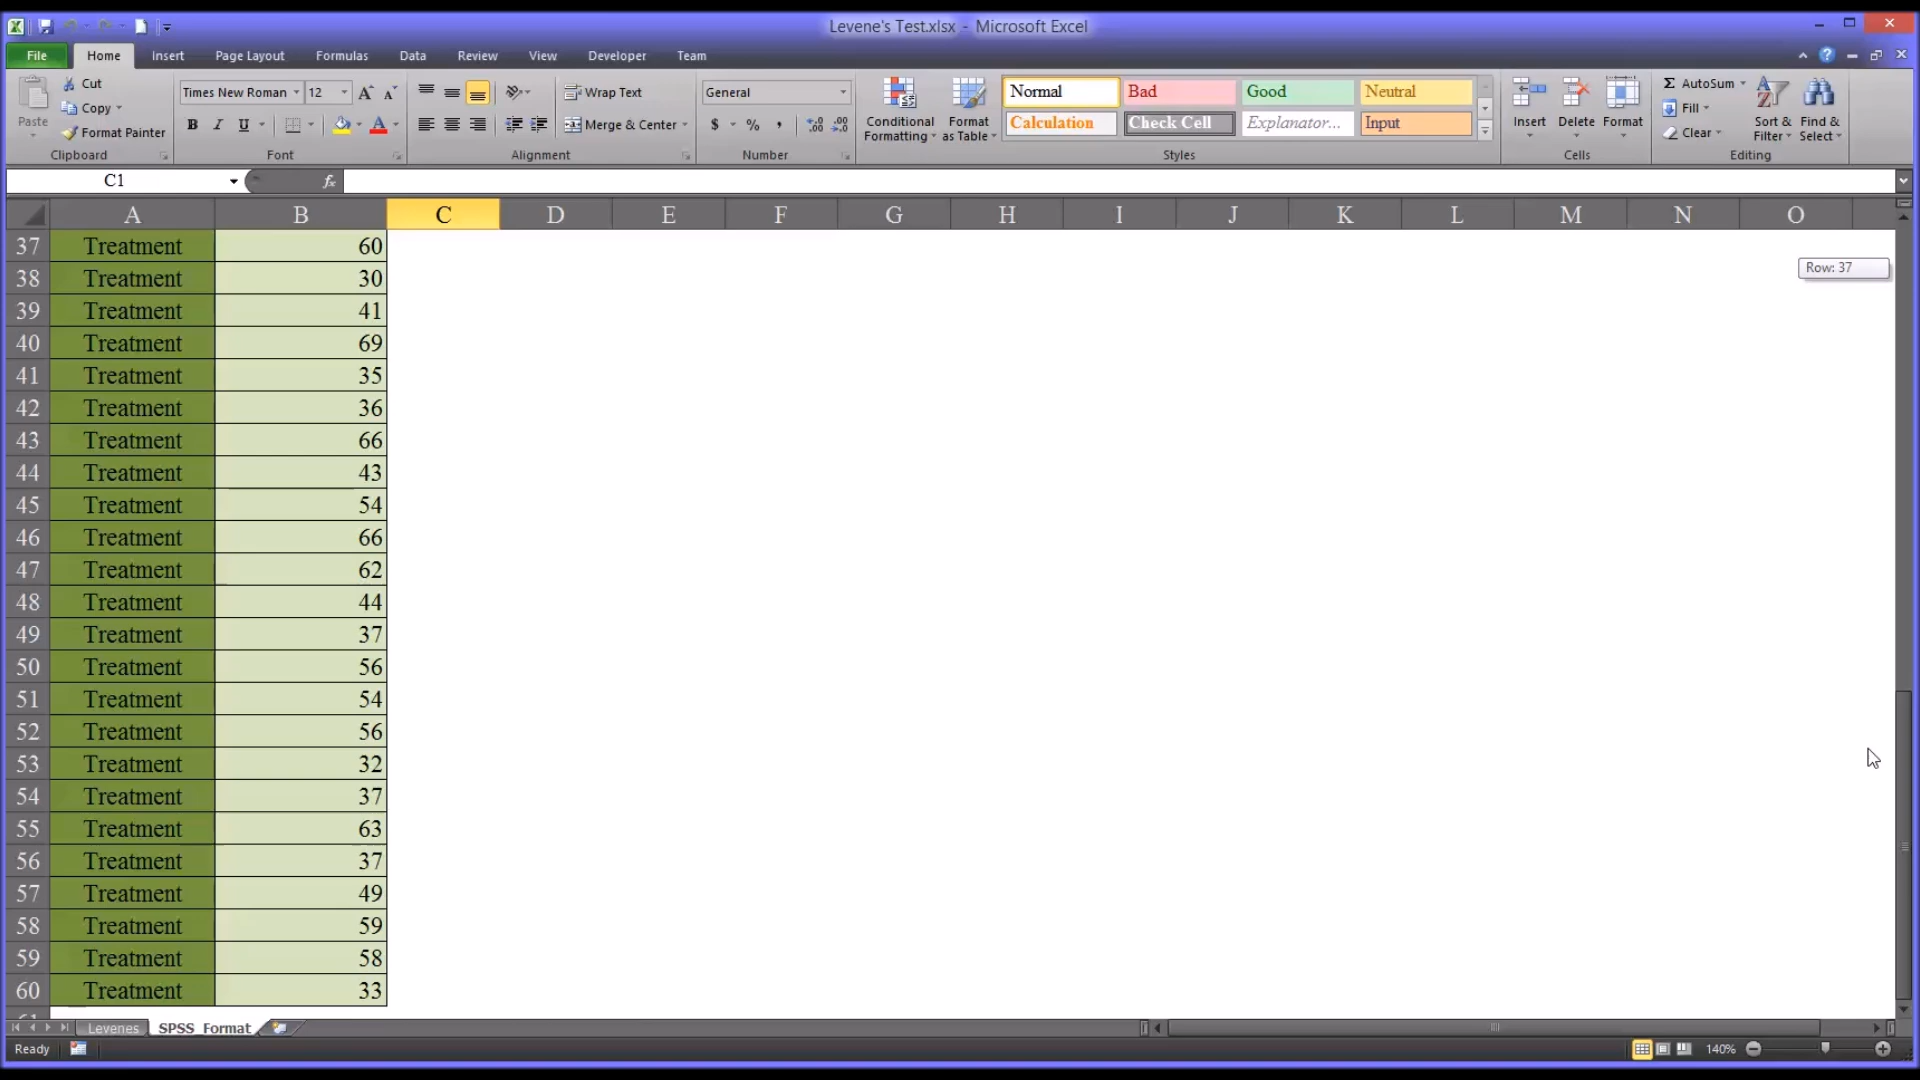 Levene's Test.xlsx - Microsoft Excel
File Home Insert Page Layout Formulas Data Review View Developer Team
Paste Cut Copy Format Painter Clipboard
Times New Roman 12 A A B I U A Font
Wrap Text Merge & Center Alignment
General $ % , Number
Conditional Formatting Format as Table
Normal Bad Good Neutral
Calculation Check Cell Explanator... Input
Styles
Insert Delete Format Cells
Σ AutoSum Fill Clear Sort & Filter Find & Select Editing
C1 fx
A B C D E F G H I J K L M N O
37 Treatment 60
Row: 37
38 Treatment 30
39 Treatment 41
40 Treatment 69
41 Treatment 35
42 Treatment 36
43 Treatment 66
44 Treatment 43
45 Treatment 54
46 Treatment 66
47 Treatment 62
48 Treatment 44
49 Treatment 37
50 Treatment 56
51 Treatment 54
52 Treatment 56
53 Treatment 32
54 Treatment 37
55 Treatment 63
56 Treatment 37
57 Treatment 49
58 Treatment 59
59 Treatment 58
60 Treatment 33
61
Levenes SPSS_Format
Ready 140%